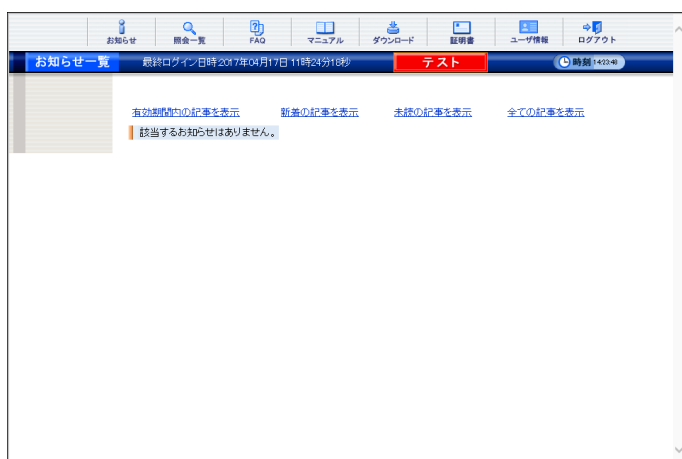 お知らせ 照会一覧 FAQ マニュアル ダウンロード 証明書 ユーザ情報 ログアウト
お知らせ一覧 最終ログイン日時:2017年04月17日 11時24分18秒 テスト 時刻 14:23:48
有効期間内の記事を表示 新着の記事を表示 未読の記事を表示 全ての記事を表示
該当するお知らせはありません。